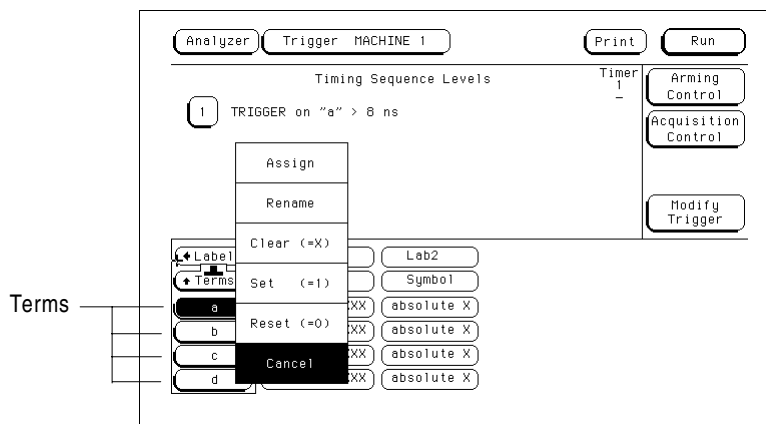 Analyzer Trigger MACHINE 1 Print Run
Timing Sequence Levels
Timer
1
–
Arming
Control
1 TRIGGER on "a" > 8 ns
Acquisition
Control
Modify
Trigger
Assign
Rename
Clear (=X)
Set (=1)
Reset (=0)
Cancel
Label Lab2
Terms Symbol
Terms
a XX absolute X
b XX absolute X
c XX absolute X
d XX absolute X